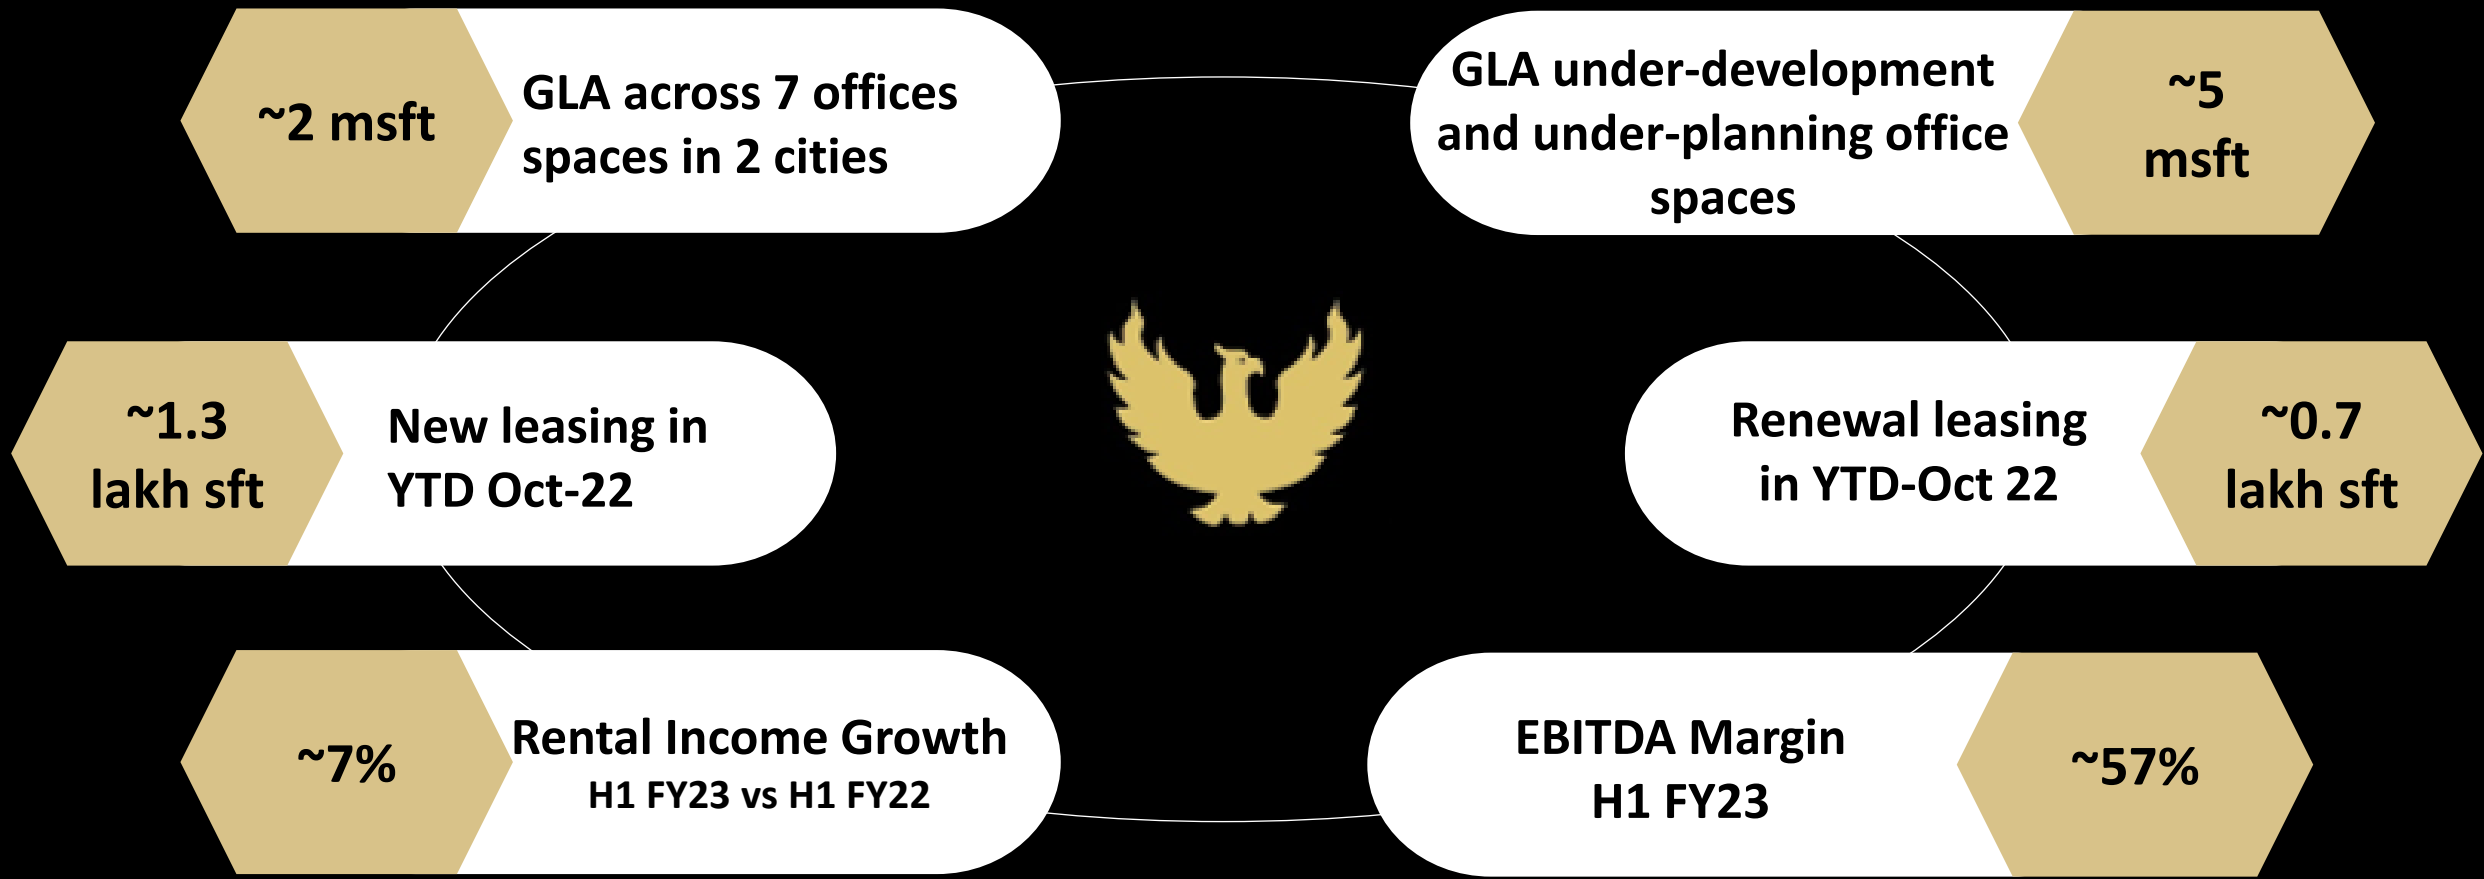 ~2 msft
GLA across 7 offices
spaces in 2 cities
GLA under-development
and under-planning office
spaces
~5
msft
~1.3
lakh sft
New leasing in
YTD Oct-22
Renewal leasing
in YTD-Oct 22
~0.7
lakh sft
~7%
Rental Income Growth
H1 FY23 vs H1 FY22
EBITDA Margin
H1 FY23
~57%